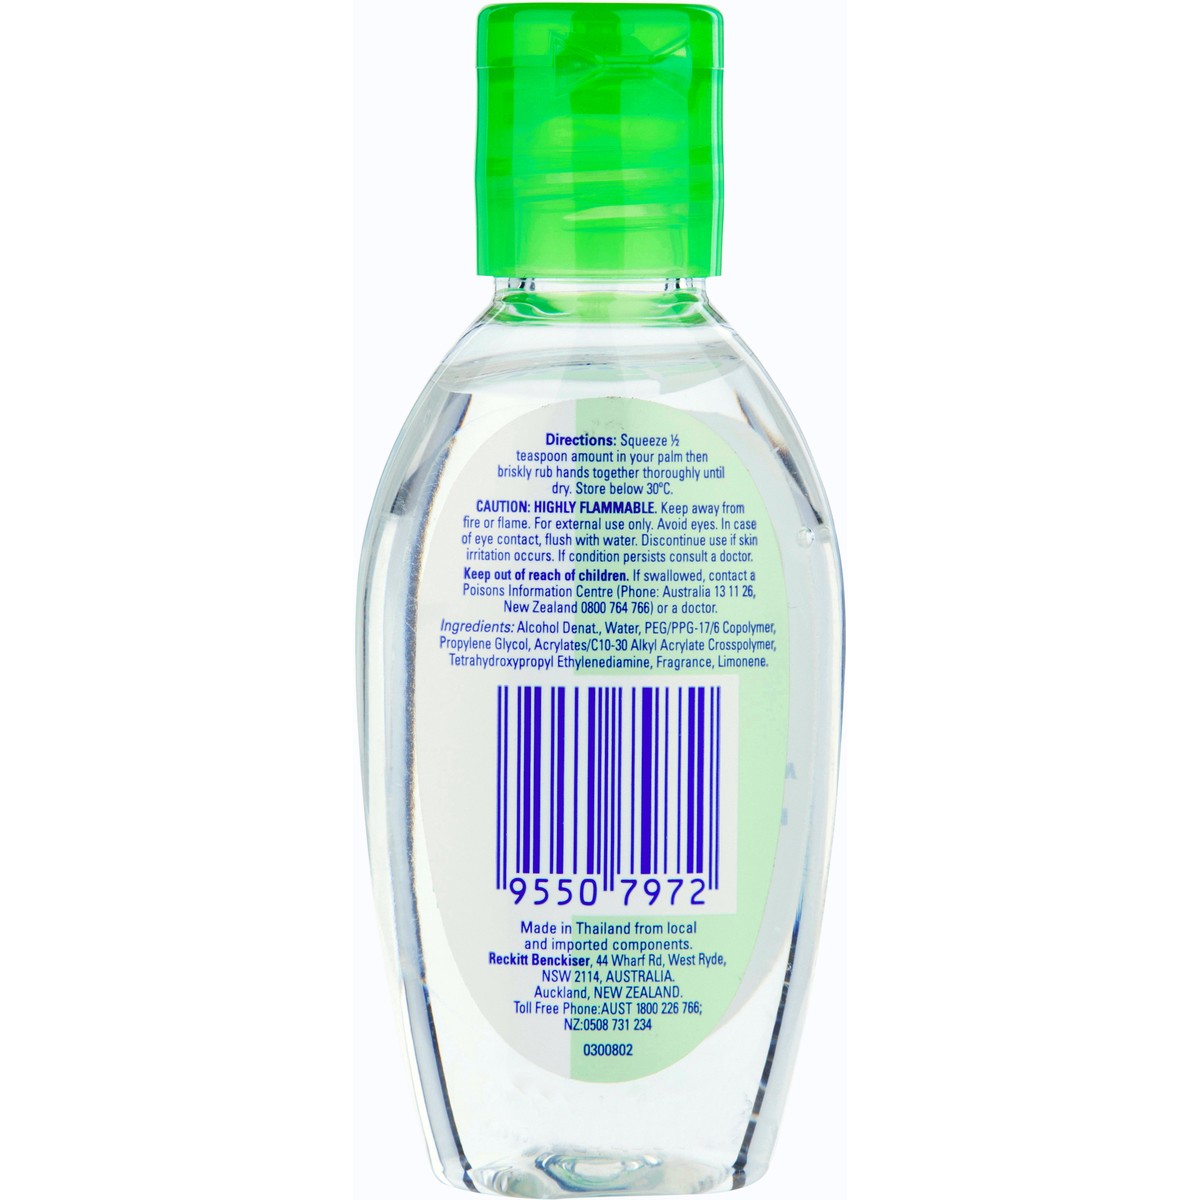 Directions: Squeeze ½
teaspoon amount in your palm then
briskly rub hands together thoroughly until
dry. Store below 30°C.
CAUTION: HIGHLY FLAMMABLE. Keep away from
fire or flame. For external use only. Avoid eyes. In case
of eye contact, flush with water. Discontinue use if skin
irritation occurs. If condition persists consult a doctor.
Keep out of reach of children. If swallowed, contact a
Poisons Information Centre (Phone: Australia 13 11 26,
New Zealand 0800 764 766) or a doctor.
Ingredients: Alcohol Denat., Water, PEG/PPG-17/6 Copolymer,
Propylene Glycol, Acrylates/C10-30 Alkyl Acrylate Crosspolymer,
Tetrahydroxypropyl Ethylenediamine, Fragrance, Limonene.
9550 7972
Made in Thailand from local
and imported components.
Reckitt Benckiser, 44 Wharf Rd, West Ryde,
NSW 2114, AUSTRALIA.
Auckland, NEW ZEALAND.
Toll Free Phone:AUST 1800 226 766;
NZ:0508 731 234
0300802